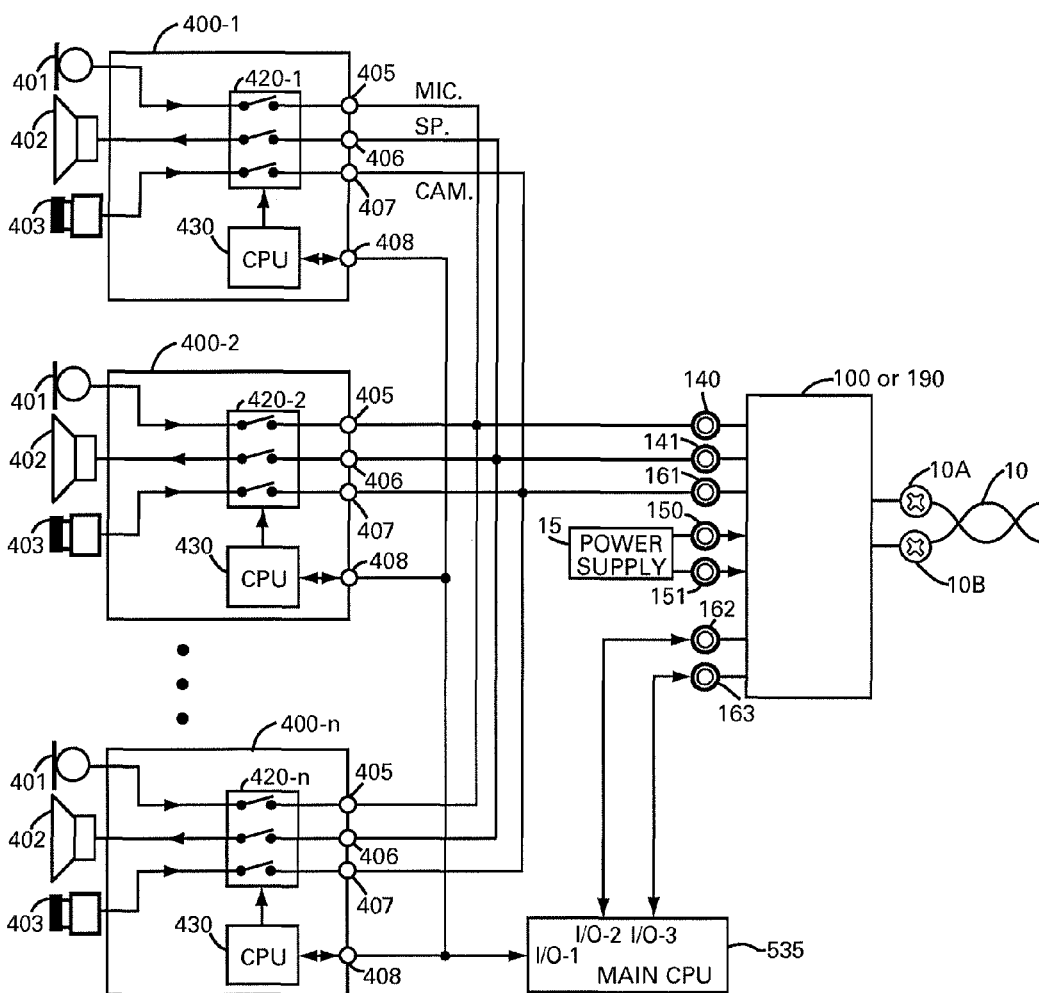 400-1
401
420-1
405
MIC.
402
SP.
406
403
CAM.
407
430
408
CPU
400-2
401
420-2
405
100 or 190
140
402
406
141
10A
10
161
403
407
150
430
408
15
POWER
SUPPLY
CPU
151
10B
162
163
400-n
401
420-n
405
402
406
403
407
430
I/O-2 I/O-3
535
CPU
I/O-1
408
MAIN CPU